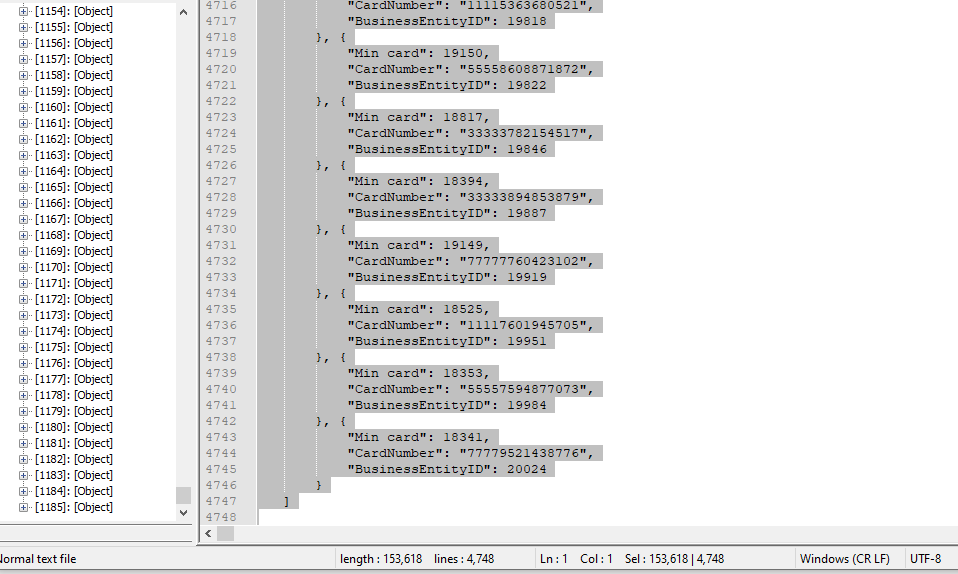 [1154]: [Object]
[1155]: [Object]
[1156]: [Object]
[1157]: [Object]
[1158]: [Object]
[1159]: [Object]
[1160]: [Object]
[1161]: [Object]
[1162]: [Object]
[1163]: [Object]
[1164]: [Object]
[1165]: [Object]
[1166]: [Object]
[1167]: [Object]
[1168]: [Object]
[1169]: [Object]
[1170]: [Object]
[1171]: [Object]
[1172]: [Object]
[1173]: [Object]
[1174]: [Object]
[1175]: [Object]
[1176]: [Object]
[1177]: [Object]
[1178]: [Object]
[1179]: [Object]
[1180]: [Object]
[1181]: [Object]
[1182]: [Object]
[1183]: [Object]
[1184]: [Object]
[1185]: [Object]
4716 "CardNumber": "11115363680521",
4717 "BusinessEntityID": 19818
4718 }, {
4719 "Min card": 19150,
4720 "CardNumber": "55558608871872",
4721 "BusinessEntityID": 19822
4722 }, {
4723 "Min card": 18817,
4724 "CardNumber": "33333782154517",
4725 "BusinessEntityID": 19846
4726 }, {
4727 "Min card": 18394,
4728 "CardNumber": "33333894853879",
4729 "BusinessEntityID": 19887
4730 }, {
4731 "Min card": 19149,
4732 "CardNumber": "77777760423102",
4733 "BusinessEntityID": 19919
4734 }, {
4735 "Min card": 18525,
4736 "CardNumber": "11117601945705",
4737 "BusinessEntityID": 19951
4738 }, {
4739 "Min card": 18353,
4740 "CardNumber": "55557594877073",
4741 "BusinessEntityID": 19984
4742 }, {
4743 "Min card": 18341,
4744 "CardNumber": "77779521438776",
4745 "BusinessEntityID": 20024
4746 }
4747 ]
4748
Normal text file length : 153,618 lines : 4,748 Ln : 1 Col : 1 Sel : 153,618 | 4,748 Windows (CR LF) UTF-8